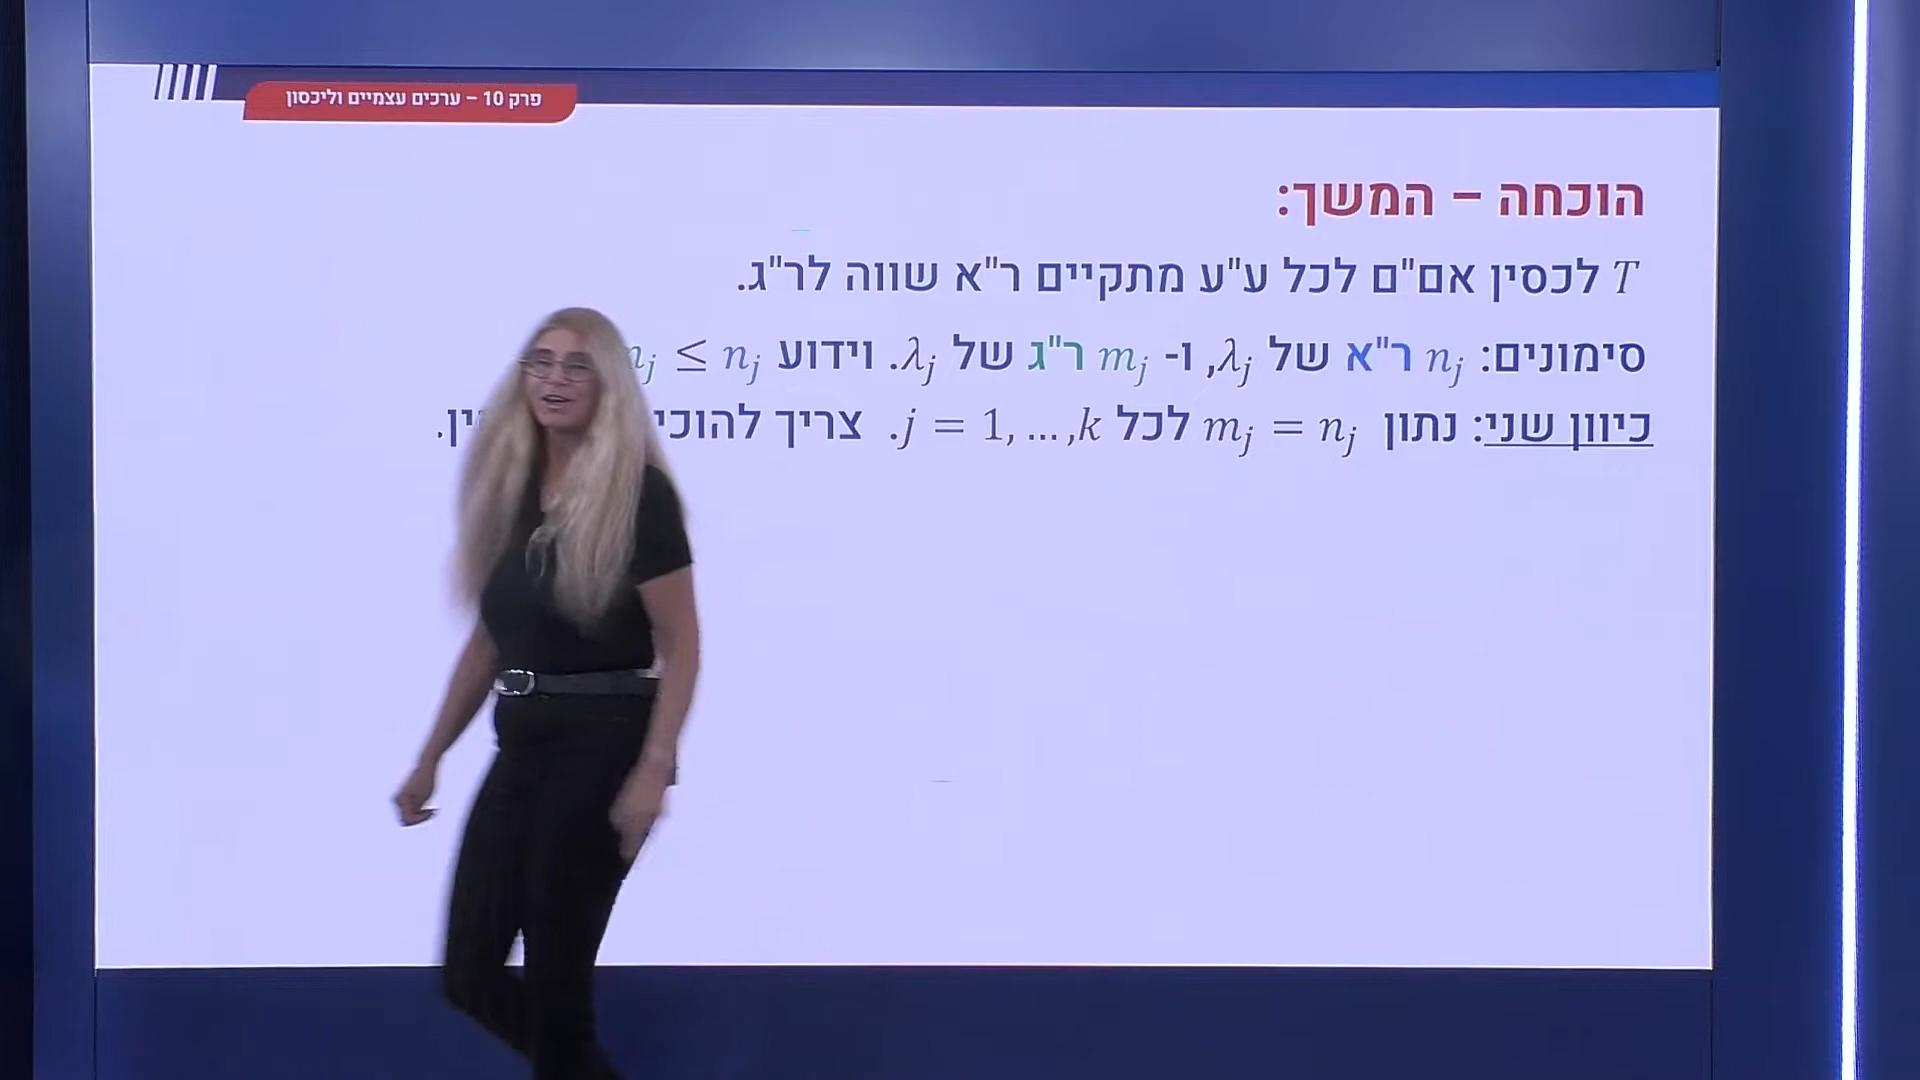 פרק 10 – ערכים עצמיים וליכסון
הוכחה – המשך:
T לכסין אם"ם לכל ע"ע מתקיים ר"א שווה לר"ג.
סימונים: n_j ר"א של λ_j, ו- m_j ר"ג של λ_j. וידוע m_j ≤ n_j
כיוון שני: נתון m_j = n_j לכל j = 1, … , k. צריך